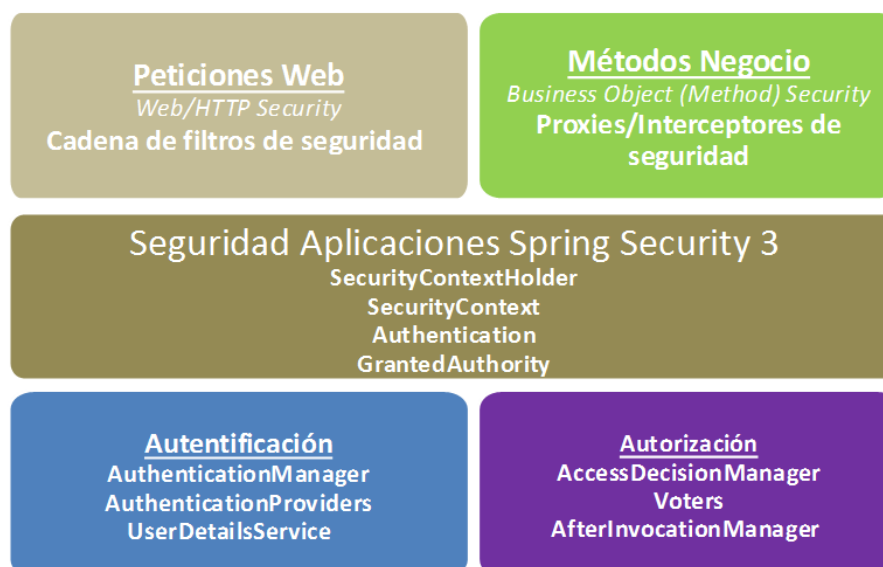 Peticiones Web
Web/HTTP Security
Cadena de filtros de seguridad
Métodos Negocio
Business Object (Method) Security
Proxies/Interceptores de
seguridad
Seguridad Aplicaciones Spring Security 3
SecurityContextHolder
SecurityContext
Authentication
GrantedAuthority
Autentificación
AuthenticationManager
AuthenticationProviders
UserDetailsService
Autorización
AccessDecisionManager
Voters
AfterInvocationManager